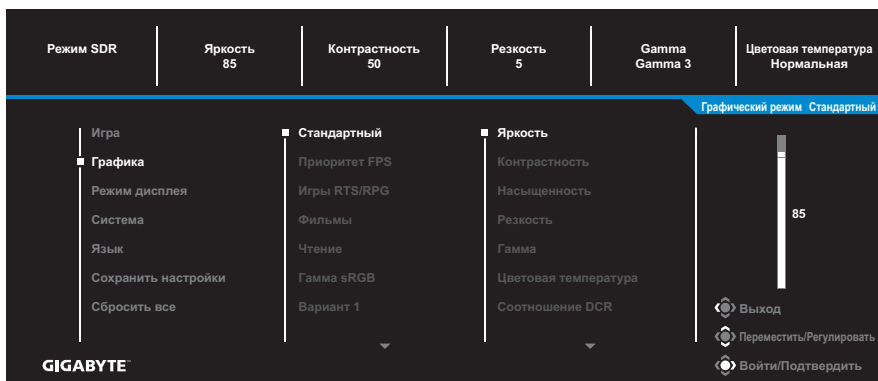 Режим SDR
Яркость
85
Контрастность
50
Резкость
5
Gamma
Gamma 3
Цветовая температура
Нормальная
Графический режим Стандартный
Игра
Графика
Режим дисплея
Система
Язык
Сохранить настройки
Сбросить все
Стандартный
Приоритет FPS
Игры RTS/RPG
Фильмы
Чтение
Гамма sRGB
Вариант 1
Яркость
Контрастность
Насыщенность
Резкость
Гамма
Цветовая температура
Соотношение DCR
85
Выход
Переместить/Регулировать
Войти/Подтвердить
GIGABYTE™